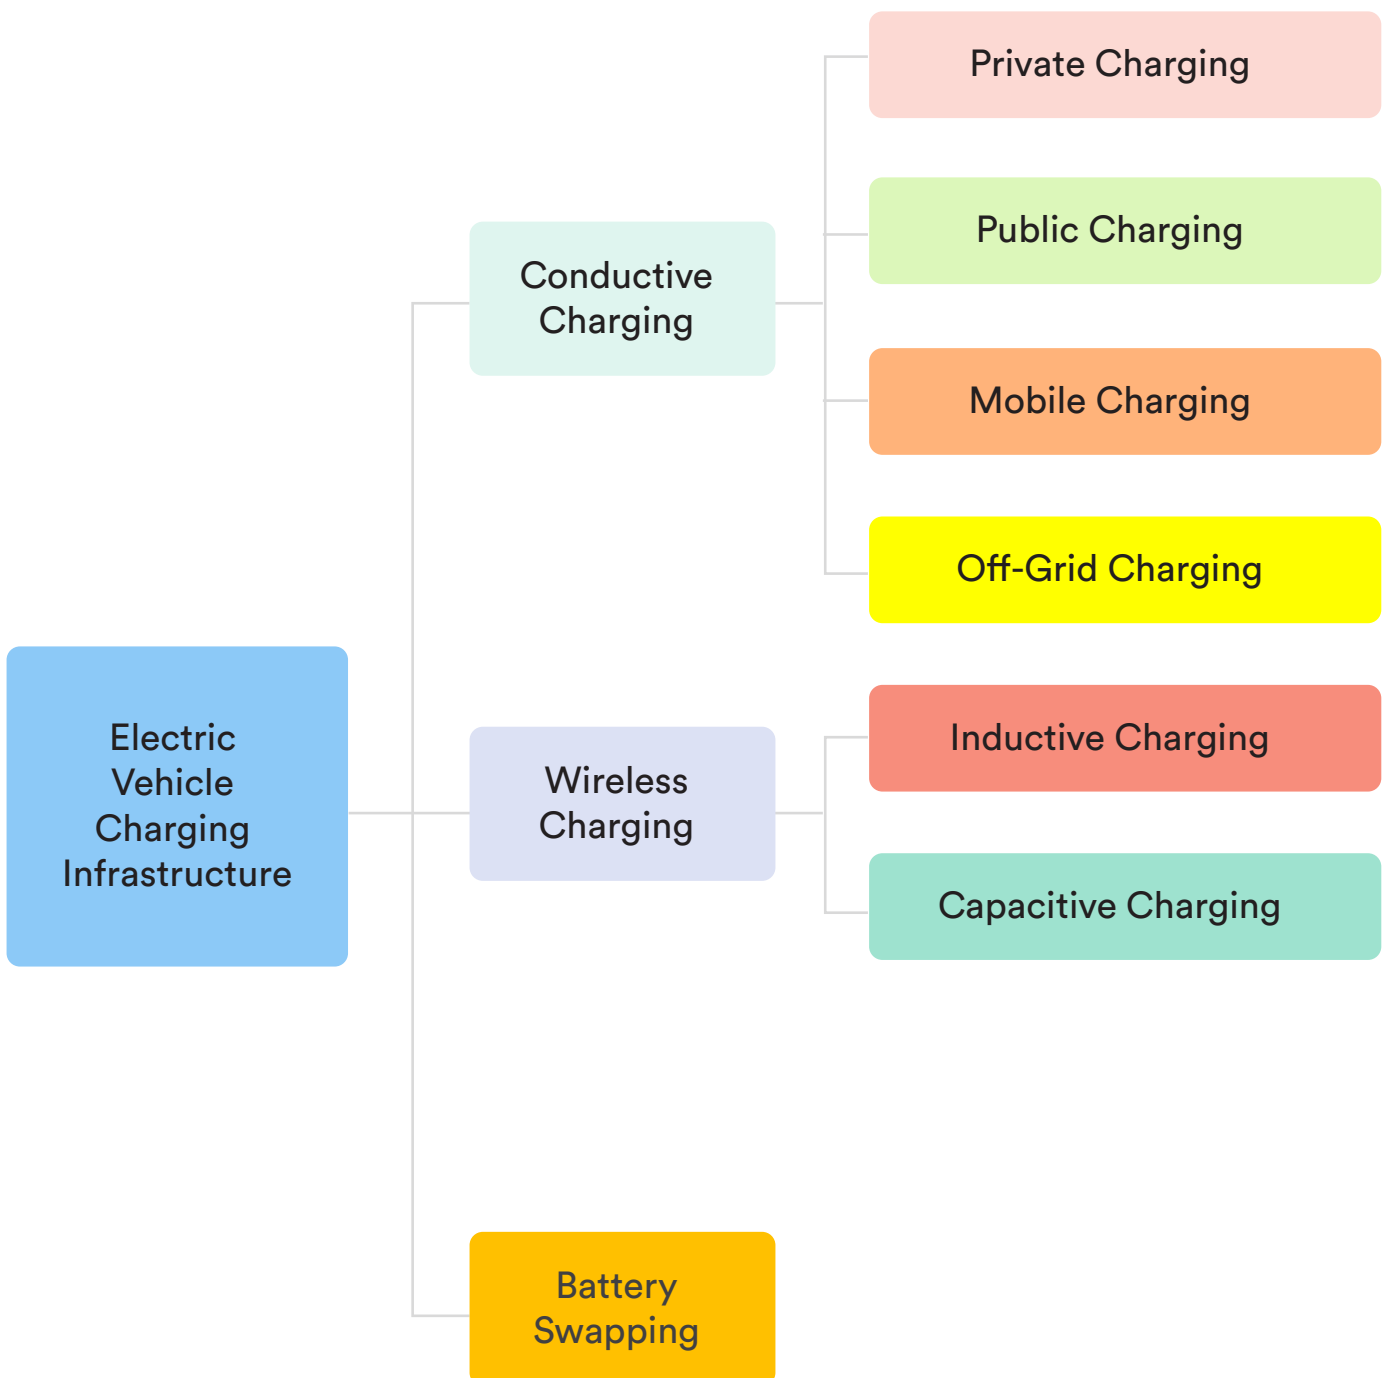 Private Charging
Public Charging
Conductive
Charging
Mobile Charging
Off-Grid Charging
Electric
Vehicle
Charging
Infrastructure
Wireless
Charging
Inductive Charging
Capacitive Charging
Battery
Swapping